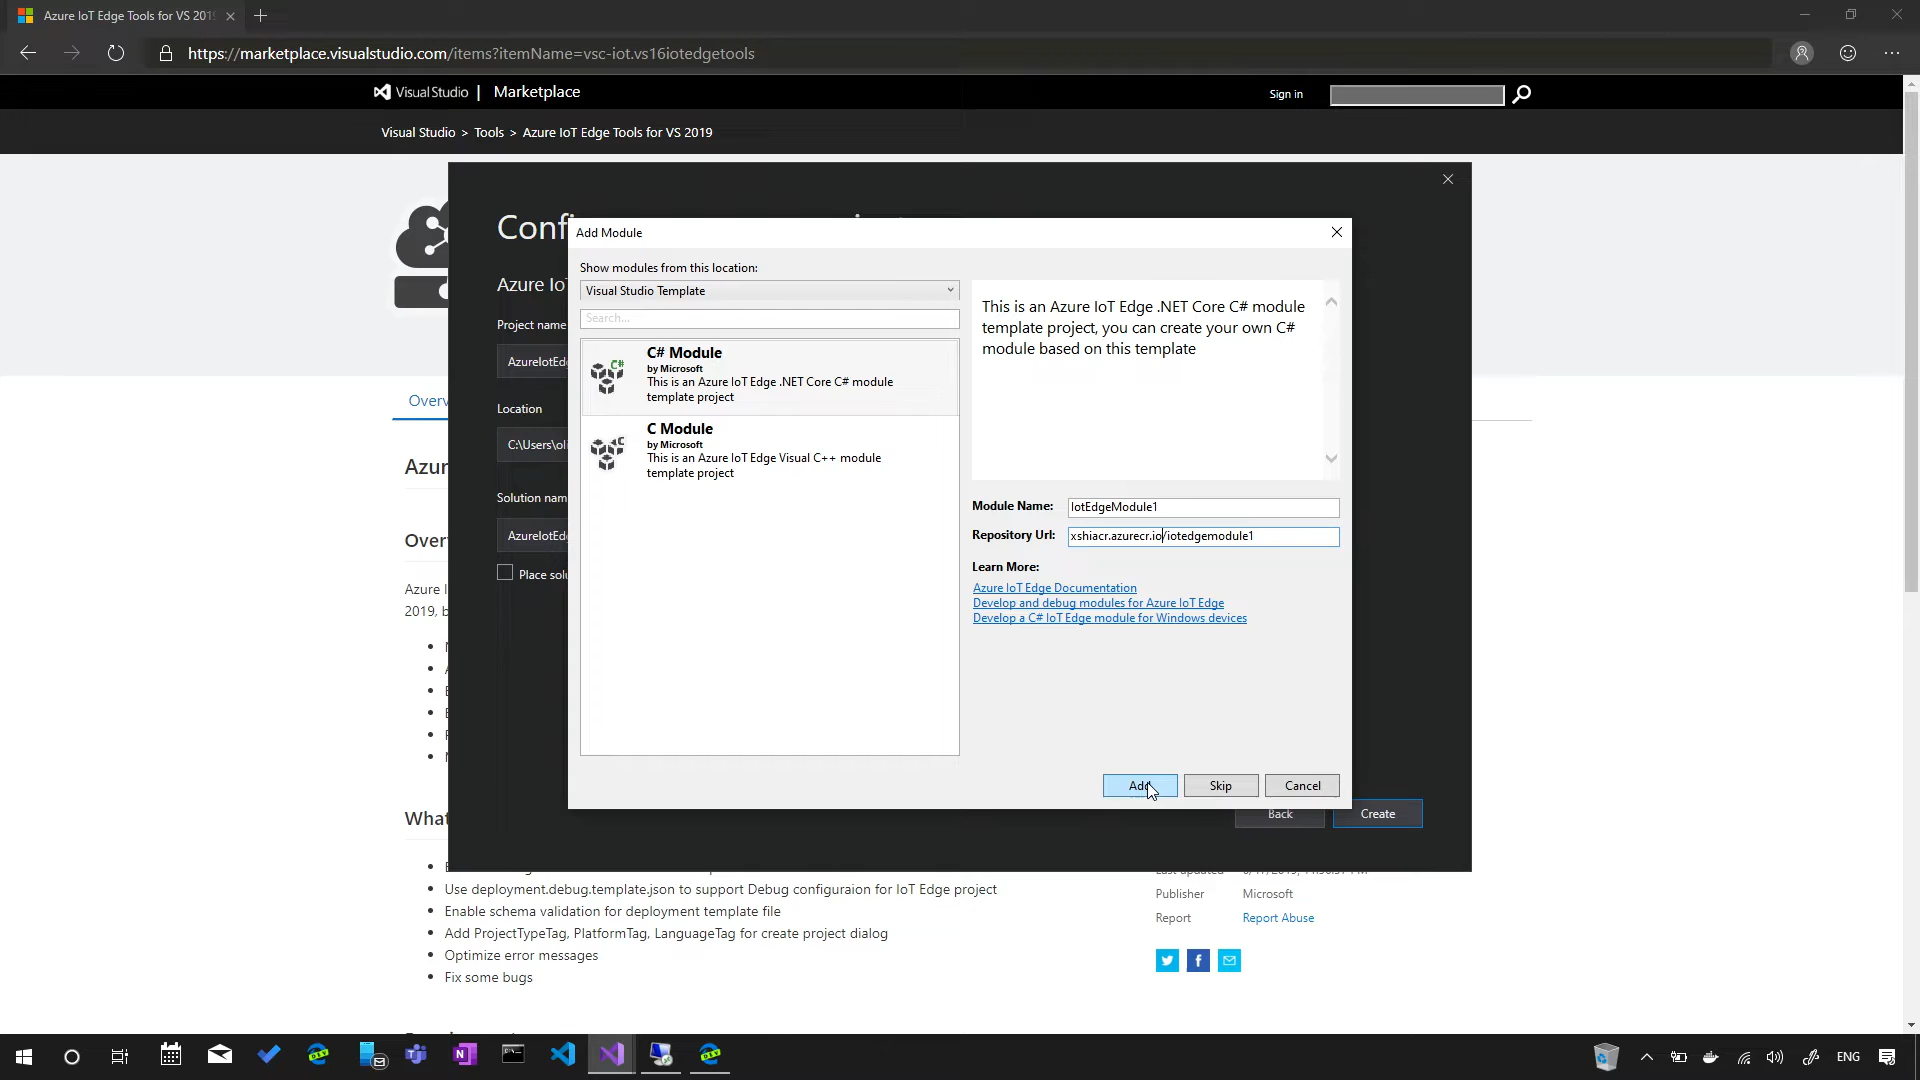 Azure IoT Edge Tools for VS 201
https://marketplace.visualstudio.com/items?itemName=vsc-iot.vs16iotedgetools
Visual Studio | Marketplace
Sign in
Visual Studio > Tools > Azure IoT Edge Tools for VS 2019
Add Module
Azure Io
Show modules from this location:
Visual Studio Template
Search...
Project name
AzureIotEdg
Location
C:\Users\oli
Solution nam
AzureIotEdg
Place solu
C# Module
by Microsoft
This is an Azure IoT Edge .NET Core C# module
template project
C Module
by Microsoft
This is an Azure IoT Edge Visual C++ module
template project
This is an Azure IoT Edge .NET Core C# module
template project, you can create your own C#
module based on this template
Module Name: IotEdgeModule1
Repository Url: xshiacr.azurecr.io/iotedgemodule1
Learn More:
Azure IoT Edge Documentation
Develop and debug modules for Azure IoT Edge
Develop a C# IoT Edge module for Windows devices
Add Skip Cancel
Back Create
Overv
Azur
Over
Azure I
2019, b
What
Use deployment.debug.template.json to support Debug configuraion for IoT Edge project
Enable schema validation for deployment template file
Add ProjectTypeTag, PlatformTag, LanguageTag for create project dialog
Optimize error messages
Fix some bugs
Publisher Microsoft
Report Report Abuse
ENG